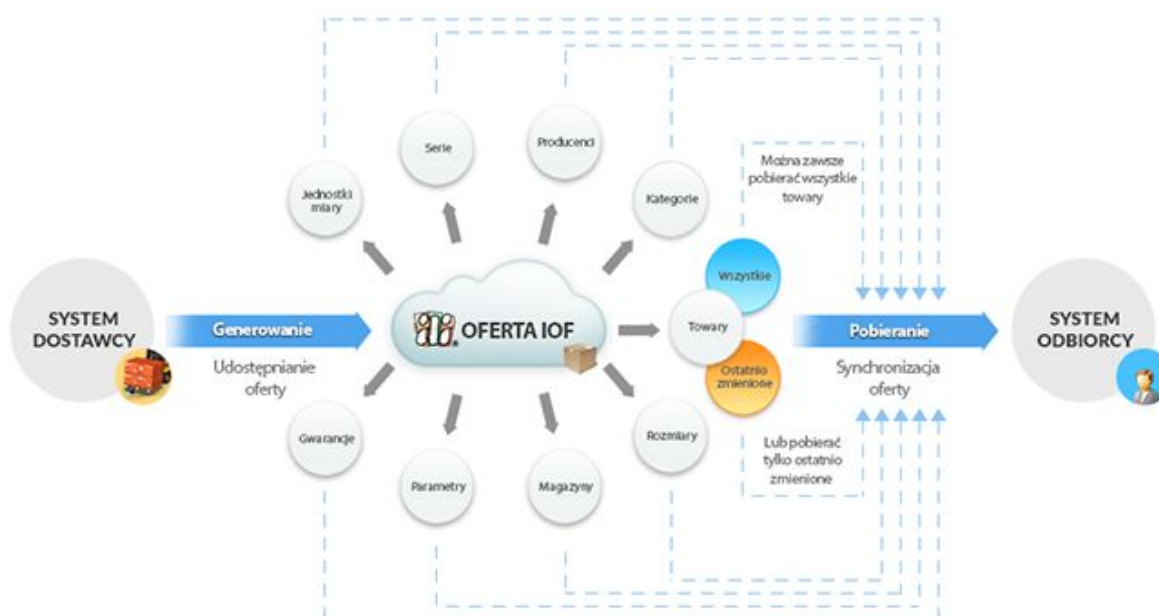 Serie
Producenci
Jednostki
miary
Kategorie
Można zawsze
pobierać wszystkie
towary
Wszystkie
SYSTEM
DOSTAWCY
Generowanie
Udostępnianie
oferty
OFERTA IOF
Towary
Pobieranie
Synchronizacja
oferty
SYSTEM
ODBIORCY
Ostatnio
zmienione
Gwarancje
Rozmiary
Lub pobierać
tylko ostatnio
zmienione
Parametry
Magazyny